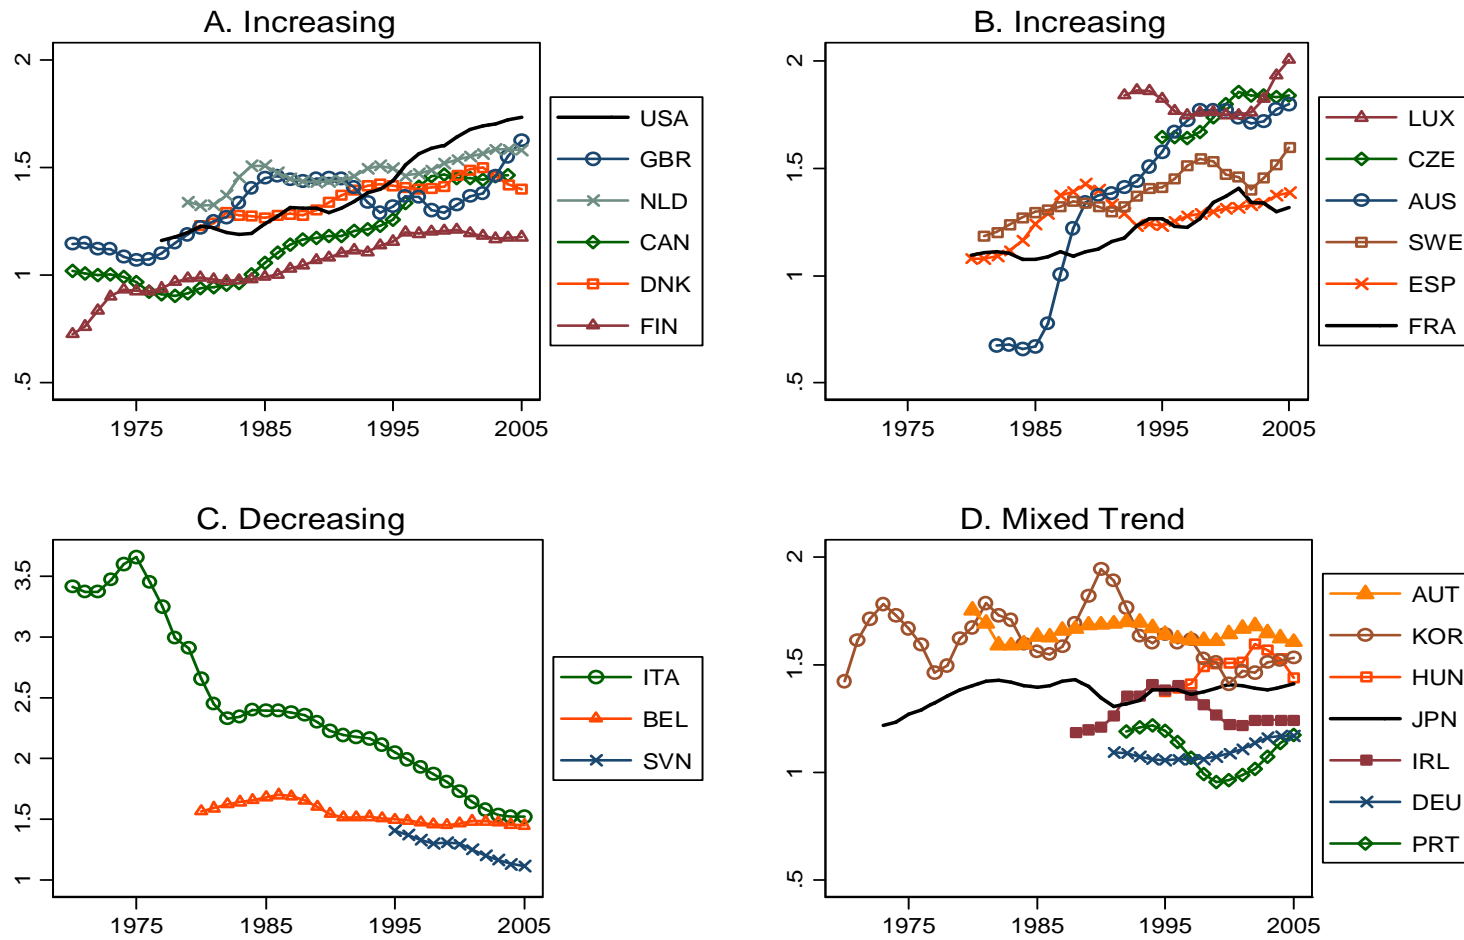 A. Increasing
2
1.5
1
.5
1975 1985 1995 2005
USA
GBR
NLD
CAN
DNK
FIN
B. Increasing
2
1.5
1
.5
1975 1985 1995 2005
LUX
CZE
AUS
SWE
ESP
FRA
C. Decreasing
3.5
3
2.5
2
1.5
1
1975 1985 1995 2005
ITA
BEL
SVN
D. Mixed Trend
2
1.5
1
.5
1975 1985 1995 2005
AUT
KOR
HUN
JPN
IRL
DEU
PRT